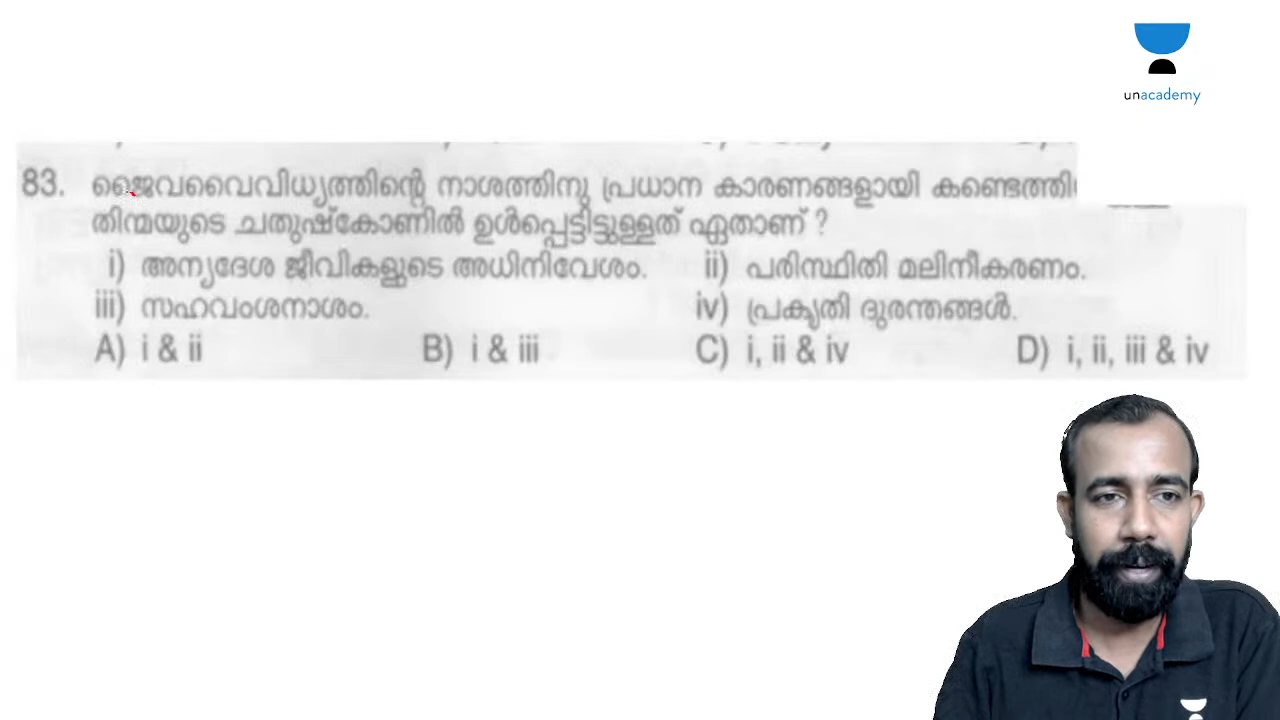 unacademy
83. ജൈവവൈവിധ്യത്തിന്റെ നാശത്തിനു പ്രധാന കാരണങ്ങളായി
തിന്മയുടെ ചതുഷ്കോണിൽ ഉൾപ്പെട്ടിട്ടുള്ളത് ഏതാണ് ?
i) അന്യദേശ ജീവികളുടെ അധിനിവേശം. ii) പരിസ്ഥിതി മലിനീകരണം.
iii) സഹവംശനാശം. iv) പ്രകൃതി ദുരന്തങ്ങൾ.
A) i & ii B) i & iii C) i, ii & iv D) i, ii, iii & iv